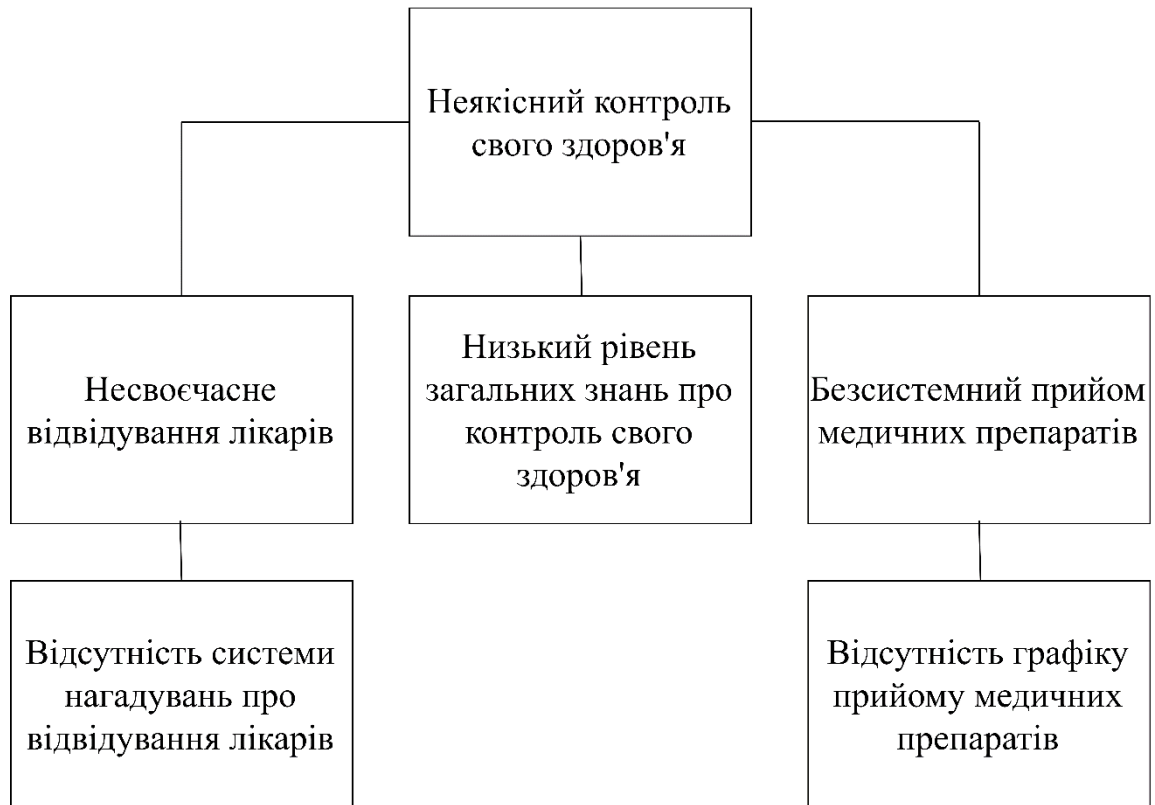 Неякісний контроль
свого здоров'я
Несвоєчасне
відвідування лікарів
Низький рівень
загальних знань про
контроль свого
здоров'я
Безсистемний прийом
медичних препаратів
Відсутність системи
нагадувань про
відвідування лікарів
Відсутність графіку
прийому медичних
препаратів